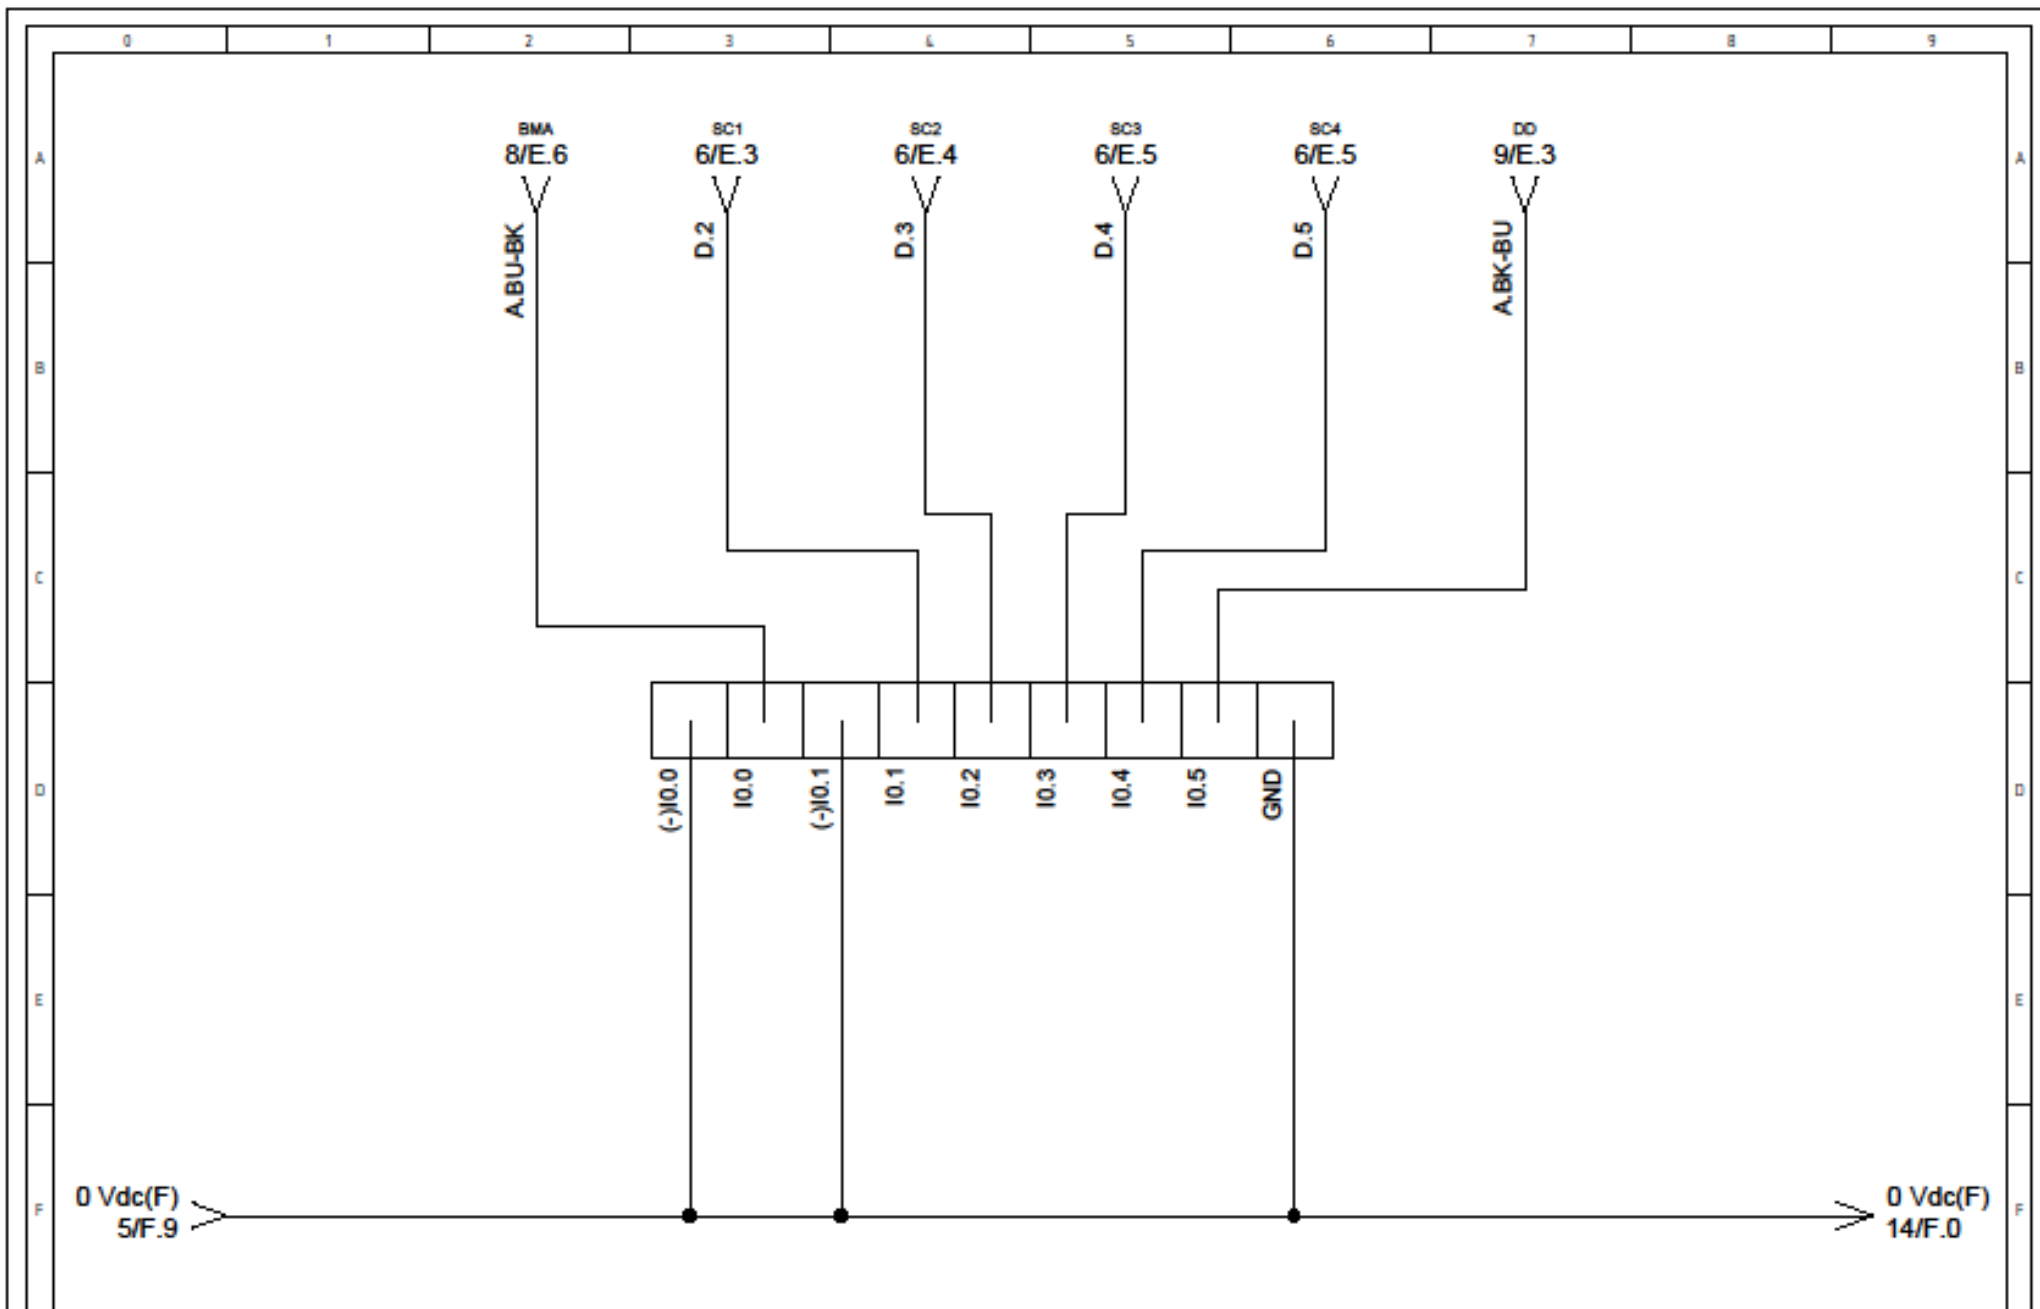 0 1 2 3 4 5 6 7 8 9
BMA SC1 SC2 SC3 SC4 DD
A 8/E.6 6/E.3 6/E.4 6/E.5 6/E.5 9/E.3 A
A.BU-BK D.2 D.3 D.4 D.5 A.BK-BU
B B
C C
(-)I0.0 I0.0 (-)I0.1 I0.1 I0.2 I0.3 I0.4 I0.5 GND
D D
E E
0 Vdc(F) 0 Vdc(F)
F F
5/F.9 14/F.0